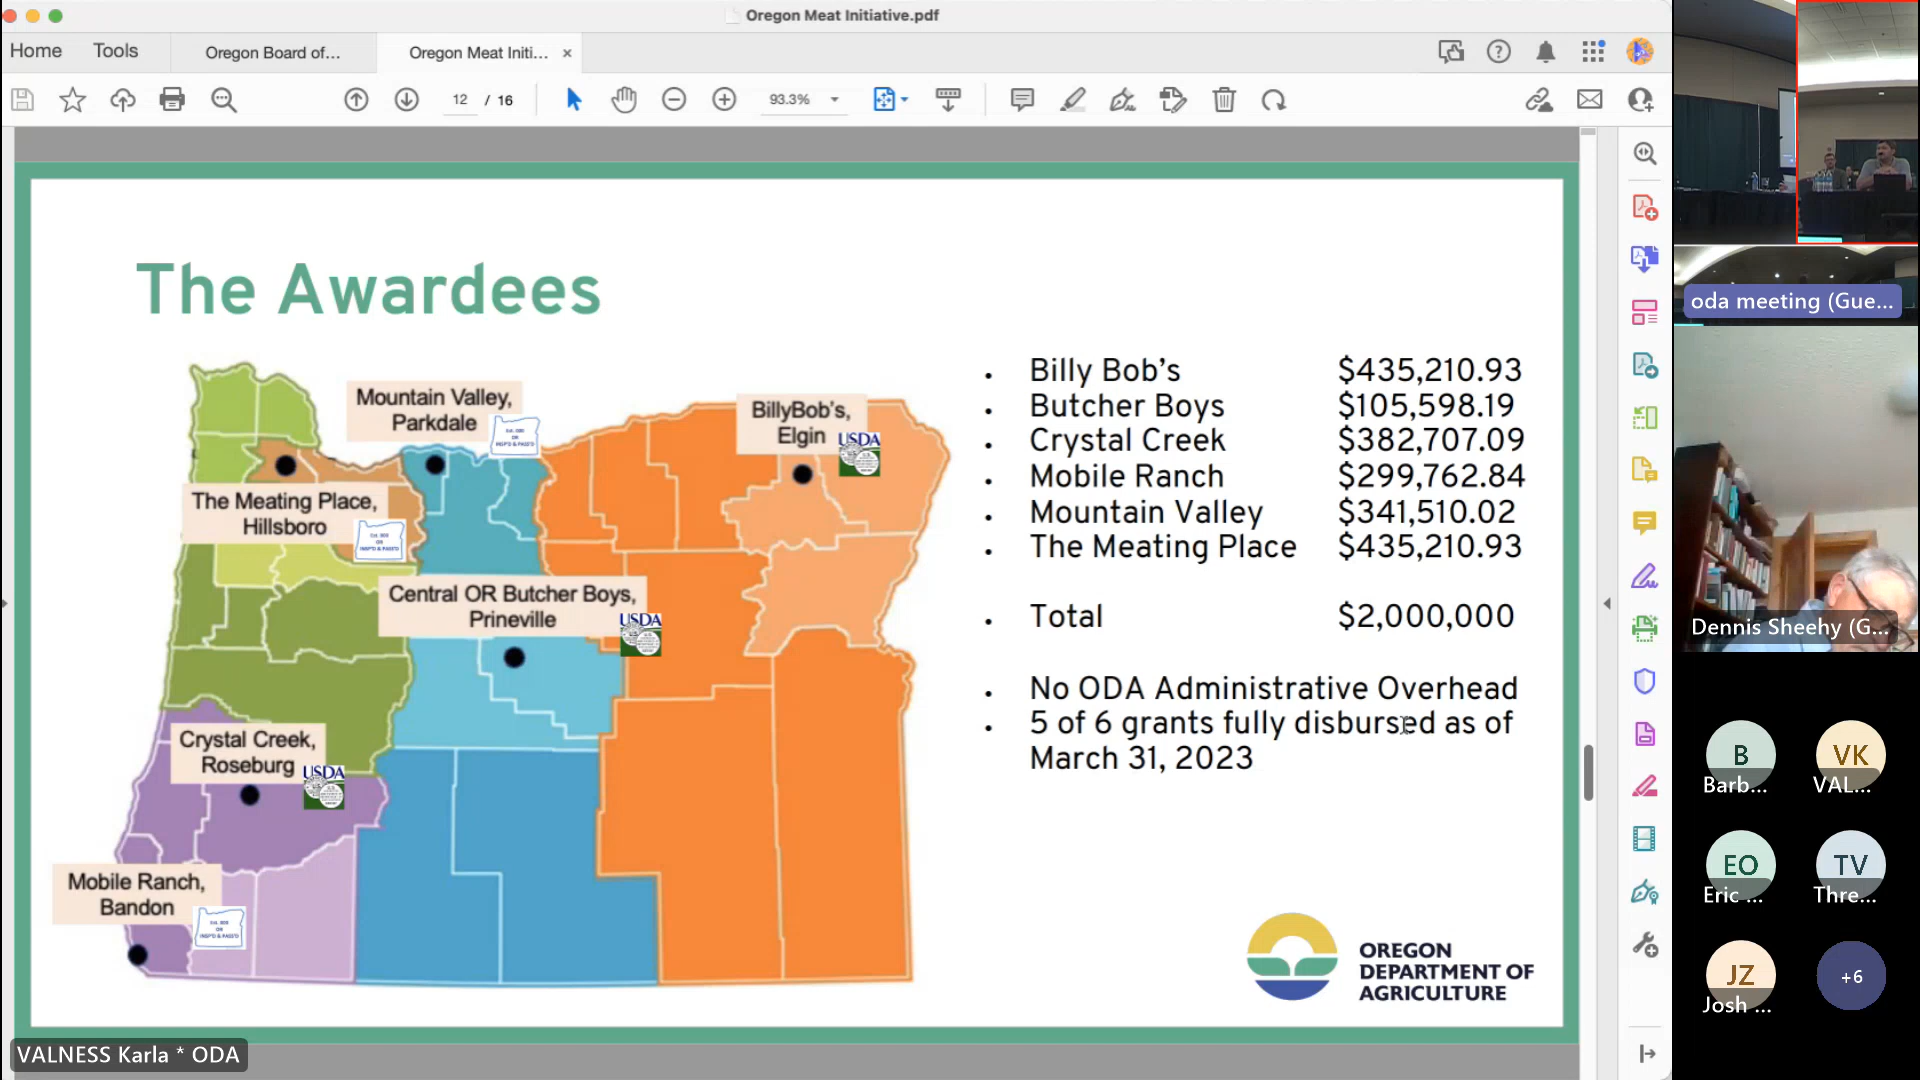 Oregon Meat Initiative.pdf
Home
Tools
Oregon Board of...
Oregon Meat Initi...
12 / 16
93.3%
The Awardees
Mountain Valley,
Parkdale
BillyBob's,
Elgin
USDA
The Meating Place,
Hillsboro
Central OR Butcher Boys,
Prineville
USDA
Crystal Creek,
Roseburg
USDA
Mobile Ranch,
Bandon
• Billy Bob's $435,210.93
• Butcher Boys $105,598.19
• Crystal Creek $382,707.09
• Mobile Ranch $299,762.84
• Mountain Valley $341,510.02
• The Meating Place $435,210.93
• Total $2,000,000
• No ODA Administrative Overhead
• 5 of 6 grants fully disbursed as of
March 31, 2023
OREGON
DEPARTMENT OF
AGRICULTURE
VALNESS Karla * ODA
oda meeting (Gue...
Dennis Sheehy (G...
B
Barb...
VK
VAL...
EO
Eric ...
TV
Thre...
JZ
Josh ...
+6